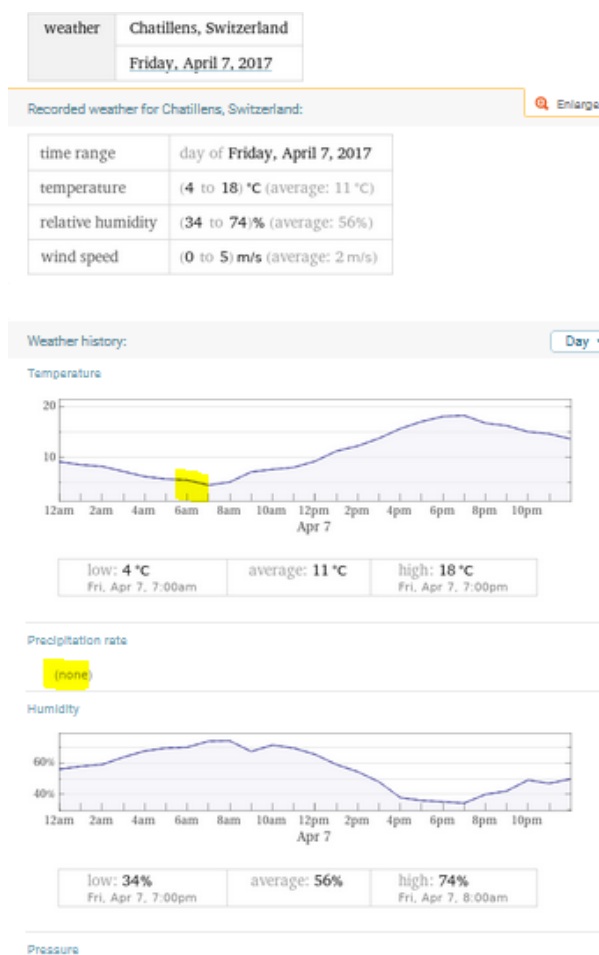 weather Chatillens, Switzerland
Friday, April 7, 2017
Recorded weather for Chatillens, Switzerland:
Enlarge
time range day of Friday, April 7, 2017
temperature (4 to 18) °C (average: 11 °C)
relative humidity (34 to 74)% (average: 56%)
wind speed (0 to 5) m/s (average: 2 m/s)
Weather history:
Day
Temperature
20
10
12am 2am 4am 6am 8am 10am 12pm 2pm 4pm 6pm 8pm 10pm
Apr 7
low: 4 °C average: 11 °C high: 18 °C
Fri, Apr 7, 7:00am Fri, Apr 7, 7:00pm
Precipitation rate
(none)
Humidity
60%
40%
12am 2am 4am 6am 8am 10am 12pm 2pm 4pm 6pm 8pm 10pm
Apr 7
low: 34% average: 56% high: 74%
Fri, Apr 7, 7:00pm Fri, Apr 7, 8:00am
Pressure